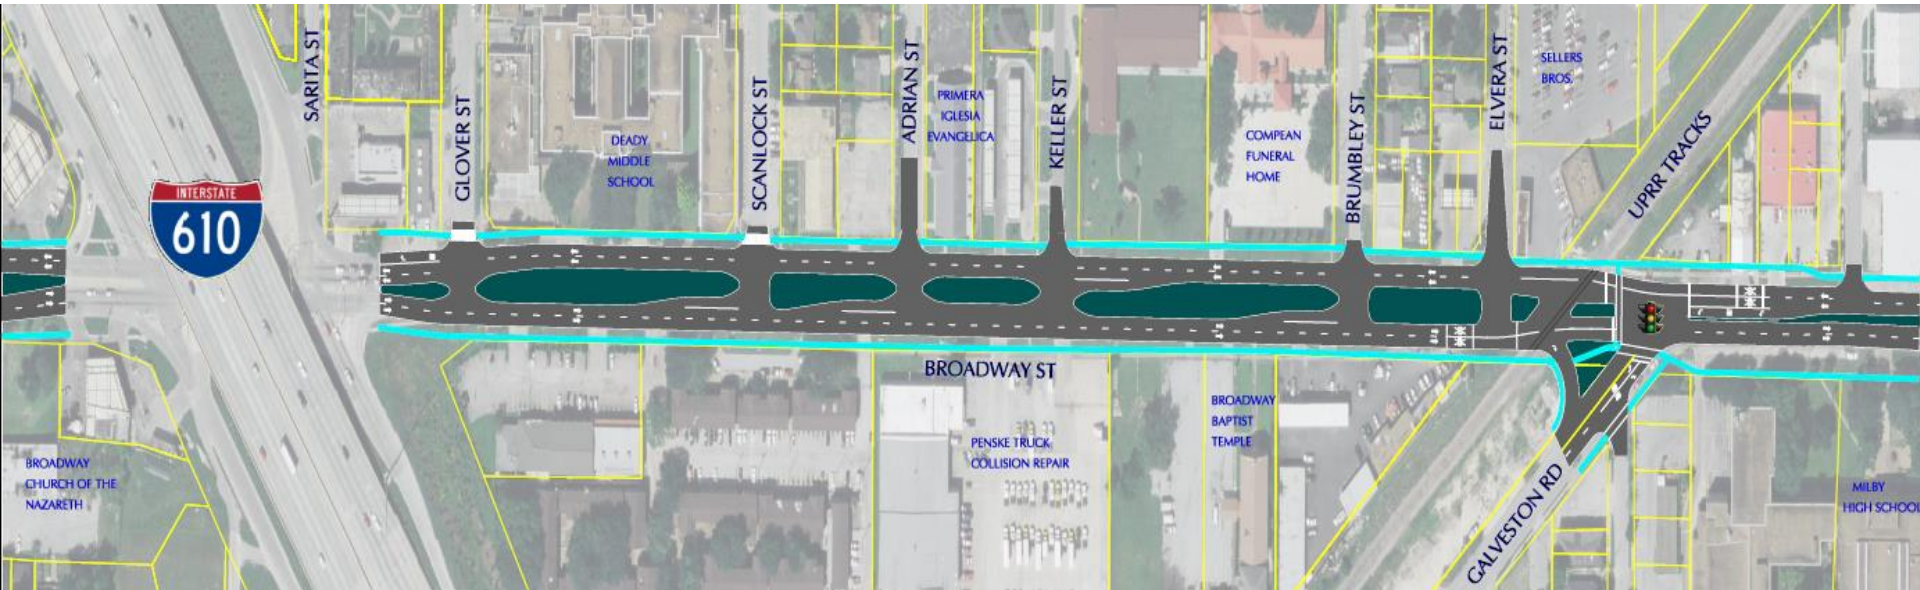 SARITA ST
GLOVER ST
SCANLOCK ST
ADRIAN ST
KELLER ST
BRUMBLEY ST
ELVERA ST
UPRR TRACKS
SELLERS
BROS.
DEADY
MIDDLE
SCHOOL
PRIMERA
IGLESIA
EVANGELICA
COMPEAN
FUNERAL
HOME
INTERSTATE
610
BROADWAY ST
BROADWAY
BAPTIST
TEMPLE
PENSKE TRUCK
COLLISION REPAIR
BROADWAY
CHURCH OF THE
NAZARETH
GALVESTON RD
MILBY
HIGH SCHOOL